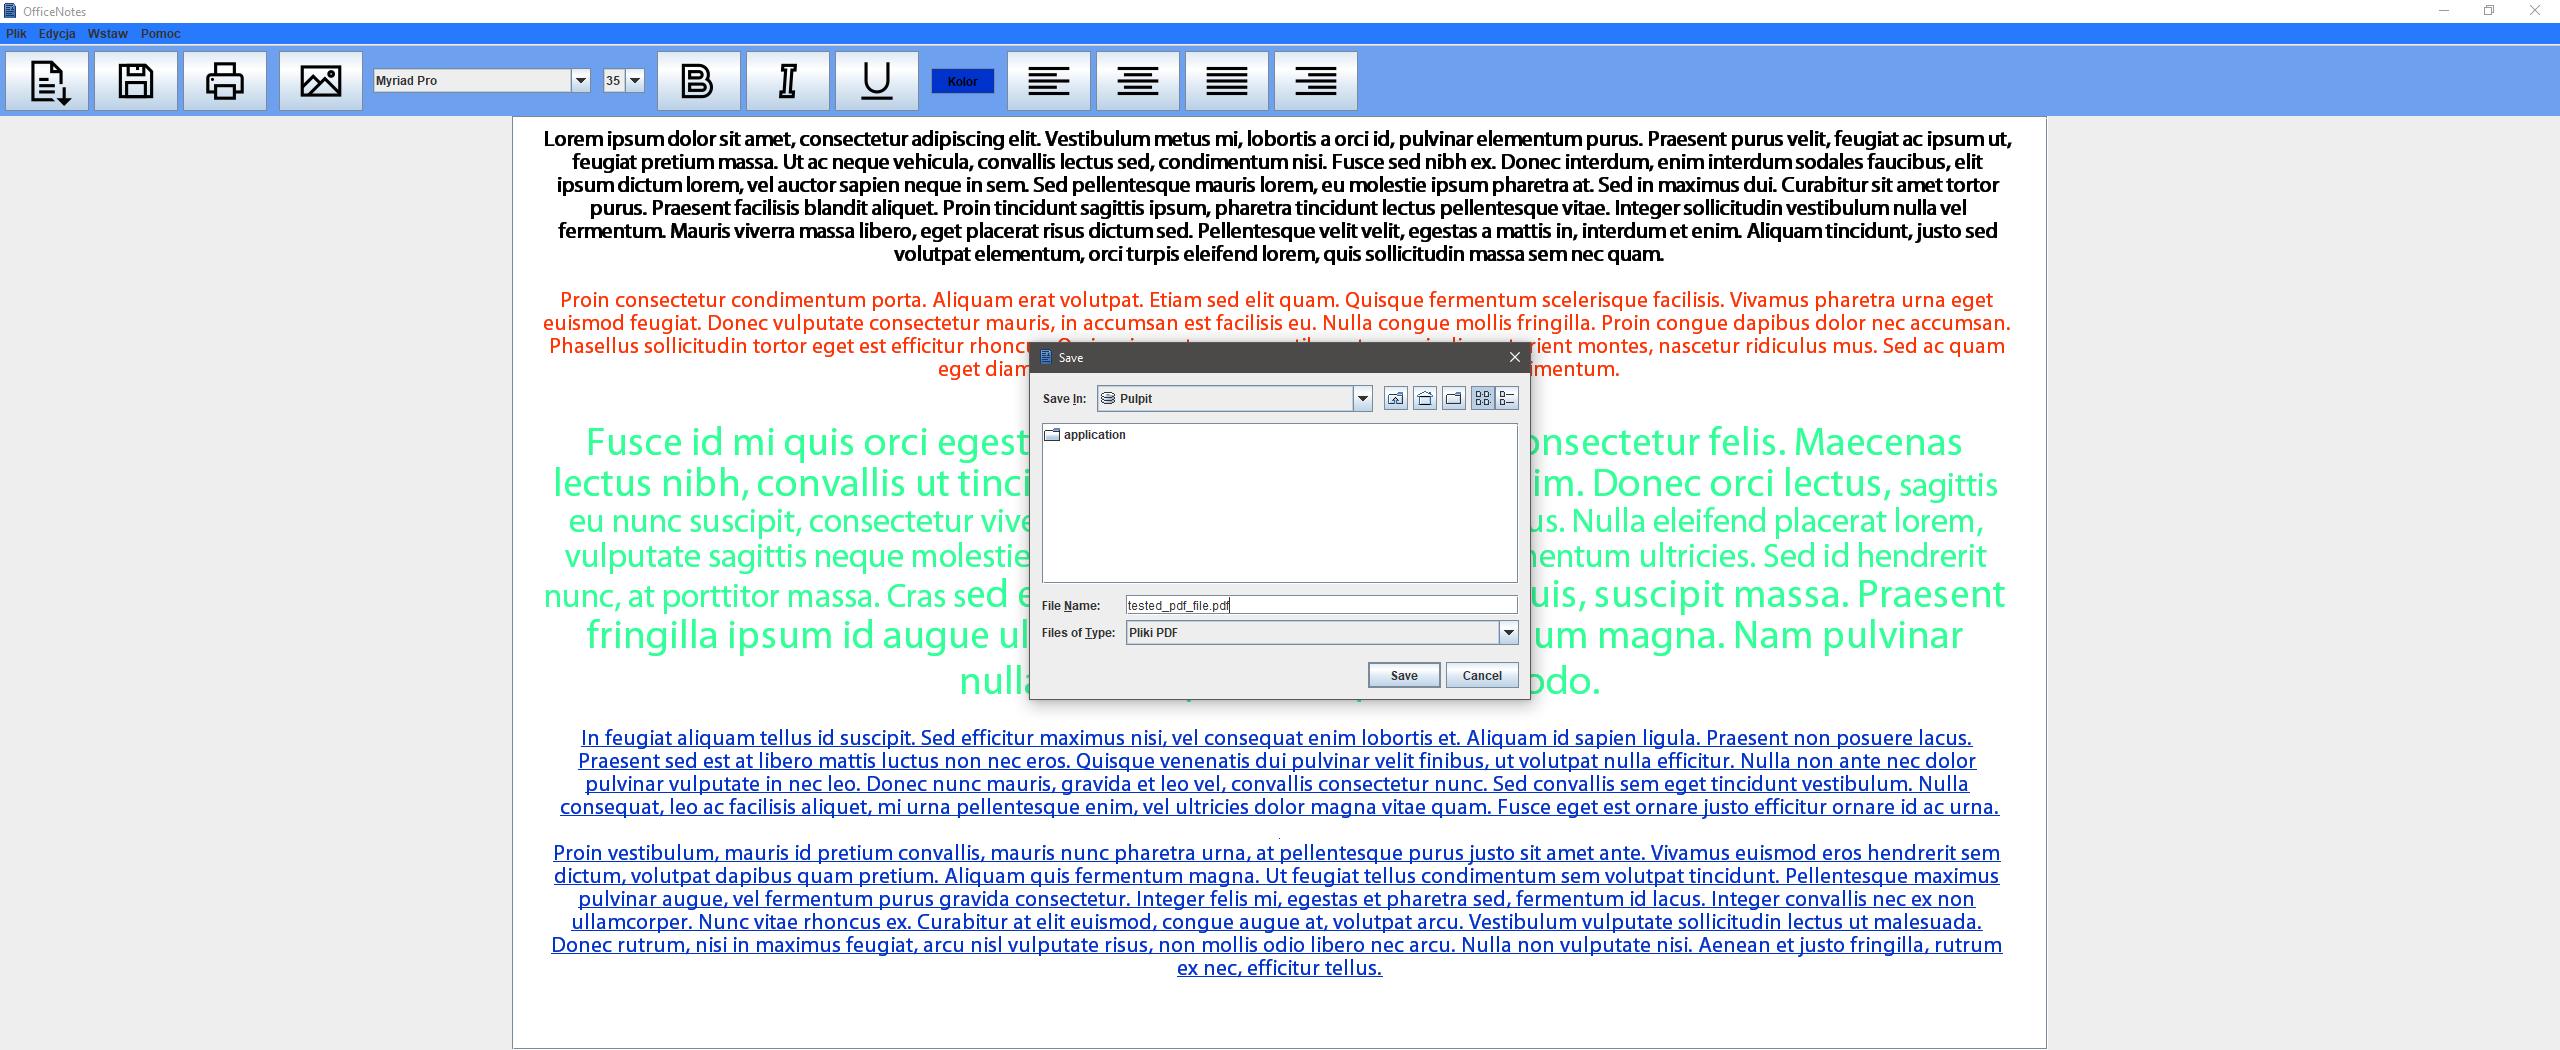 OfficeNotes
Plik Edycja Wstaw Pomoc
Myriad Pro 35 B I U Kolor
Lorem ipsum dolor sit amet, consectetur adipiscing elit. Vestibulum metus mi, lobortis a orci id, pulvinar elementum purus. Praesent purus velit, feugiat ac ipsum ut,
feugiat pretium massa. Ut ac neque vehicula, convallis lectus sed, condimentum nisi. Fusce sed nibh ex. Donec interdum, enim interdum sodales faucibus, elit
ipsum dictum lorem, vel auctor sapien neque in sem. Sed pellentesque mauris lorem, eu molestie ipsum pharetra at. Sed in maximus dui. Curabitur sit amet tortor
purus. Praesent facilisis blandit aliquet. Proin tincidunt sagittis ipsum, pharetra tincidunt lectus pellentesque vitae. Integer sollicitudin vestibulum nulla vel
fermentum. Mauris viverra massa libero, eget placerat risus dictum sed. Pellentesque velit velit, egestas a mattis in, interdum et enim. Aliquam tincidunt, justo sed
volutpat elementum, orci turpis eleifend lorem, quis sollicitudin massa sem nec quam.
Proin consectetur condimentum porta. Aliquam erat volutpat. Etiam sed elit quam. Quisque fermentum scelerisque facilisis. Vivamus pharetra urna eget
euismod feugiat. Donec vulputate consectetur mauris, in accumsan est facilisis eu. Nulla congue mollis fringilla. Proin congue dapibus dolor nec accumsan.
Phasellus sollicitudin tortor eget est efficitur rhoncu rient montes, nascetur ridiculus mus. Sed ac quam
eget diam imentum.
Fusce id mi quis orci egest onsectetur felis. Maecenas
lectus nibh, convallis ut tinci im. Donec orci lectus, sagittis
eu nunc suscipit, consectetur vive us. Nulla eleifend placerat lorem,
vulputate sagittis neque molestie mentum ultricies. Sed id hendrerit
nunc, at porttitor massa. Cras sed e uis, suscipit massa. Praesent
fringilla ipsum id augue ul um magna. Nam pulvinar
nulla odo.
Save
Save In: Pulpit
application
File Name: tested_pdf_file.pdf
Files of Type: Pliki PDF
Save Cancel
In feugiat aliquam tellus id suscipit. Sed efficitur maximus nisi, vel consequat enim lobortis et. Aliquam id sapien ligula. Praesent non posuere lacus.
Praesent sed est at libero mattis luctus non nec eros. Quisque venenatis dui pulvinar velit finibus, ut volutpat nulla efficitur. Nulla non ante nec dolor
pulvinar vulputate in nec leo. Donec nunc mauris, gravida et leo vel, convallis consectetur nunc. Sed convallis sem eget tincidunt vestibulum. Nulla
consequat, leo ac facilisis aliquet, mi urna pellentesque enim, vel ultricies dolor magna vitae quam. Fusce eget est ornare justo efficitur ornare id ac urna.
Proin vestibulum, mauris id pretium convallis, mauris nunc pharetra urna, at pellentesque purus justo sit amet ante. Vivamus euismod eros hendrerit sem
dictum, volutpat dapibus quam pretium. Aliquam quis fermentum magna. Ut feugiat tellus condimentum sem volutpat tincidunt. Pellentesque maximus
pulvinar augue, vel fermentum purus gravida consectetur. Integer felis mi, egestas et pharetra sed, fermentum id lacus. Integer convallis nec ex non
ullamcorper. Nunc vitae rhoncus ex. Curabitur at elit euismod, congue augue at, volutpat arcu. Vestibulum vulputate sollicitudin lectus ut malesuada.
Donec rutrum, nisi in maximus feugiat, arcu nisl vulputate risus, non mollis odio libero nec arcu. Nulla non vulputate nisi. Aenean et justo fringilla, rutrum
ex nec, efficitur tellus.